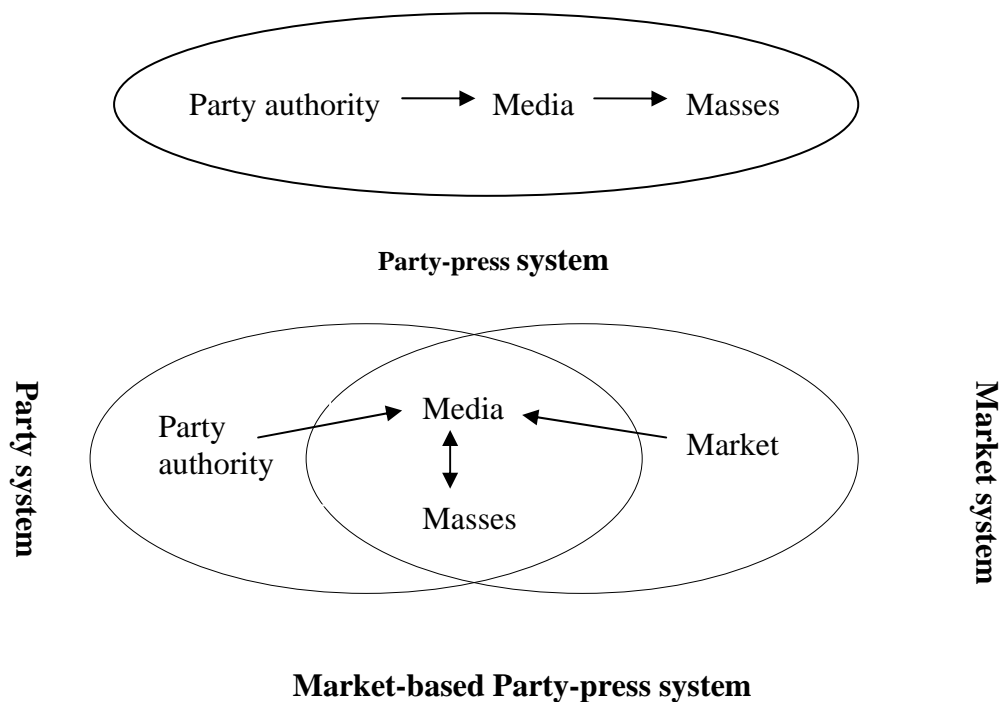 Party authority Media Masses
Party-press system
Party system
Party
authority
Media
Masses
Market
Market system
Market-based Party-press system